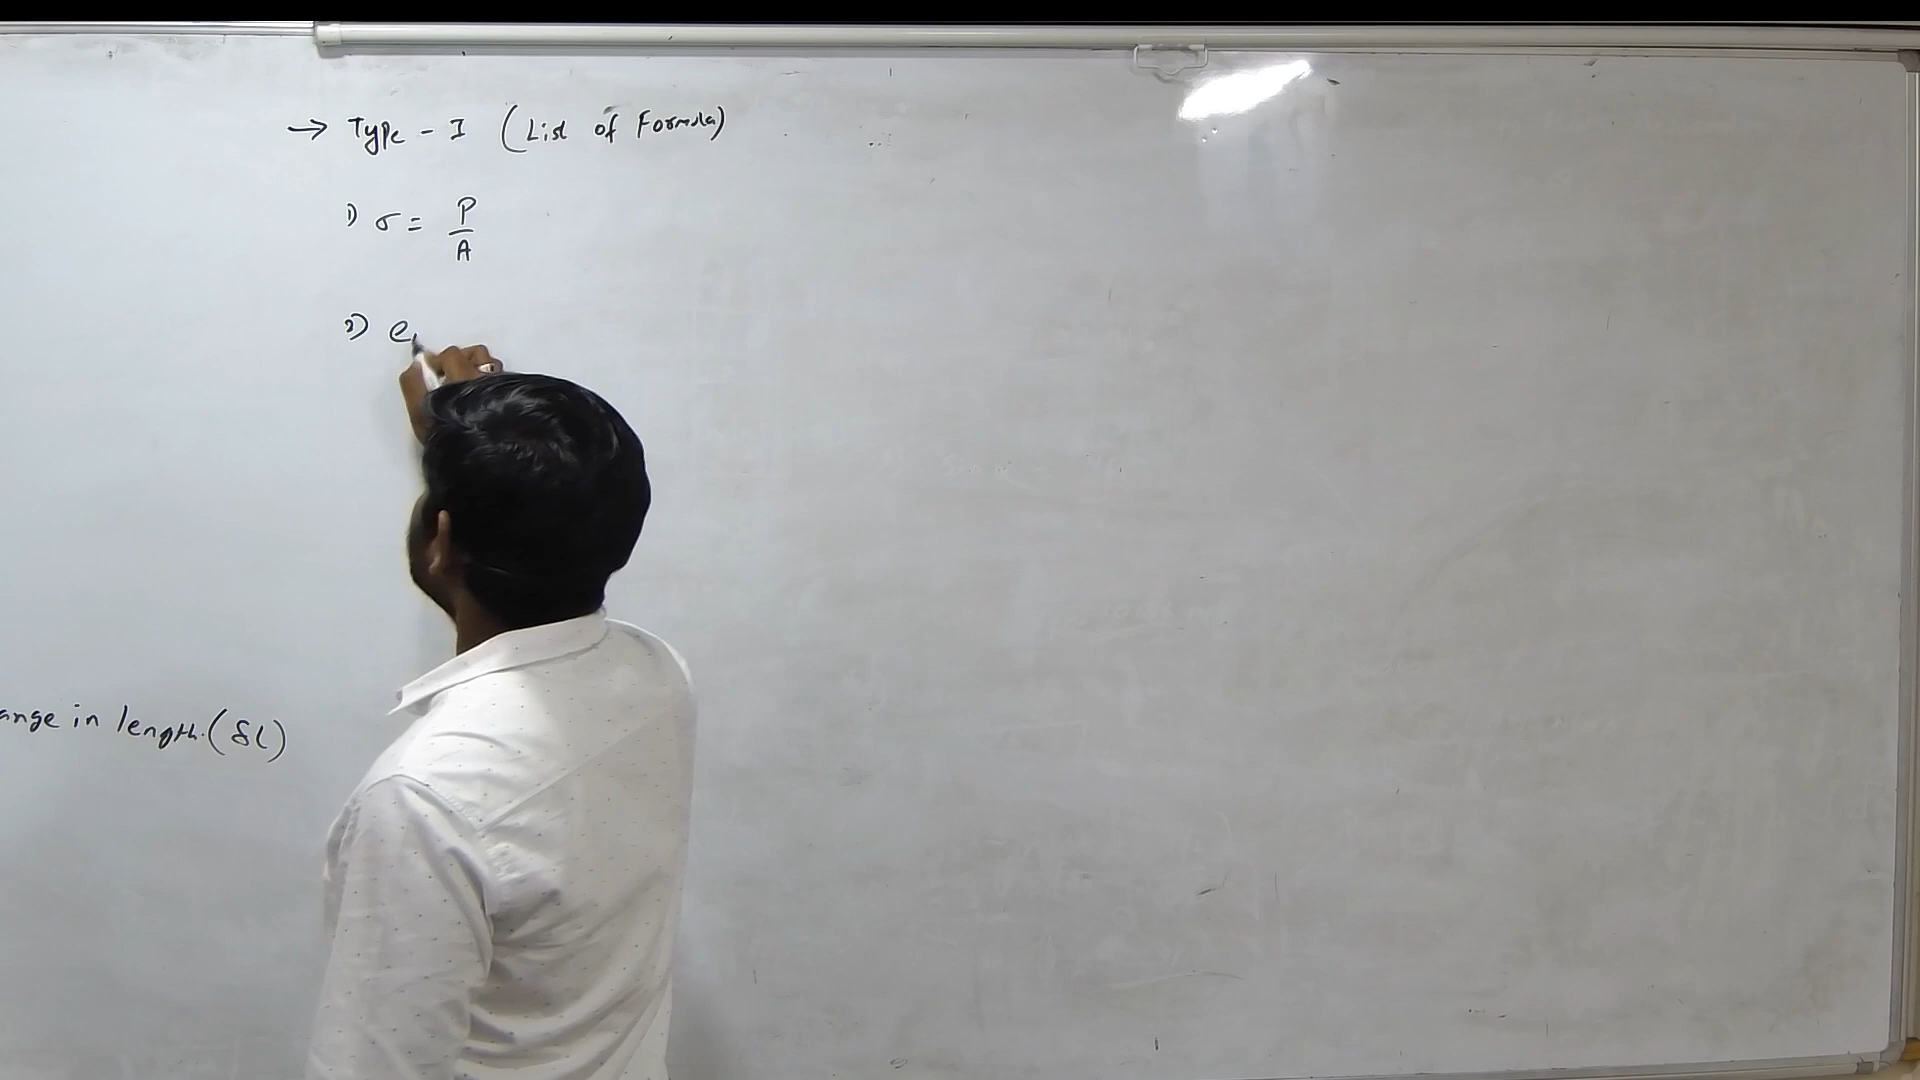 → Type - I (List of Formula)
1) σ = P/A
2) e
ange in length. (δl)